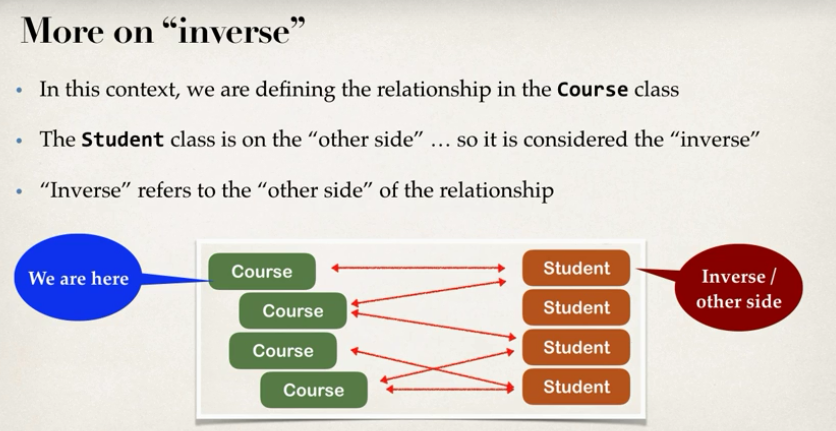 More on “inverse”
• In this context, we are defining the relationship in the Course class
• The Student class is on the “other side” … so it is considered the “inverse”
• “Inverse” refers to the “other side” of the relationship
We are here
Course
Course
Course
Course
Student
Student
Student
Student
Inverse /
other side